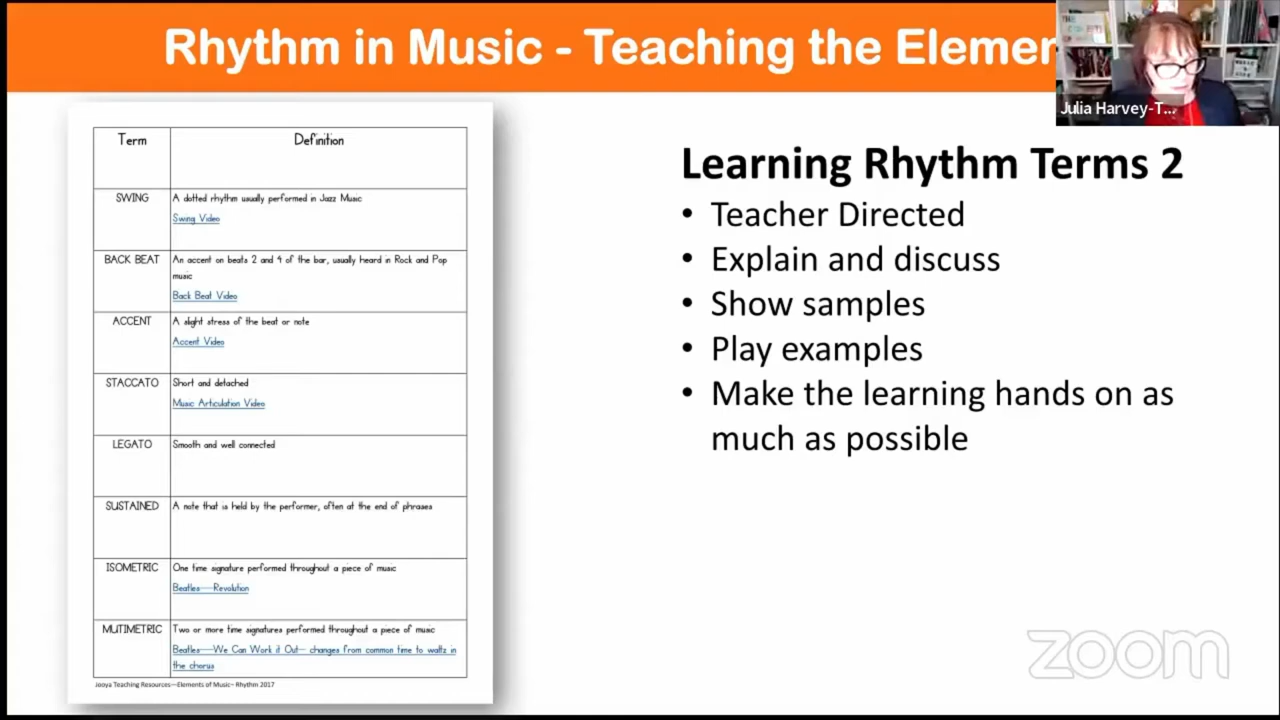 Rhythm in Music - Teaching the Elemen
Julia Harvey-T...
Term Definition
SWING A dotted rhythm usually performed in Jazz Music
Swing Video
BACK BEAT An accent on beats 2 and 4 of the bar, usually heard in Rock and Pop
music
Back Beat Video
ACCENT A slight stress of the beat or note
Accent Video
STACCATO Short and detached
Music Articulation Video
LEGATO Smooth and well connected
SUSTAINED A note that is held by the performer, often at the end of phrases
ISOMETRIC One time signature performed throughout a piece of music
Beatles—Revolution
MUTIMETRIC Two or more time signatures performed throughout a piece of music
Beatles—We Can Work it Out- changes from common time to waltz in
the chorus
Jooya Teaching Resources—Elements of Music- Rhythm 2017
Learning Rhythm Terms 2
• Teacher Directed
• Explain and discuss
• Show samples
• Play examples
• Make the learning hands on as
much as possible
zoom